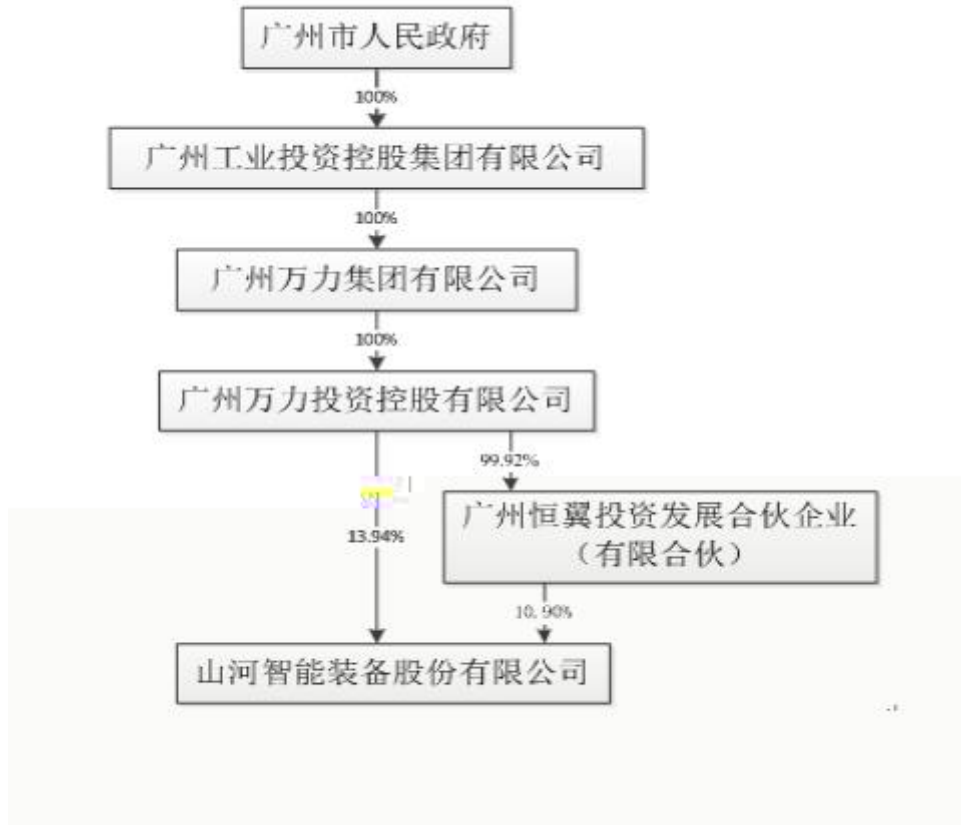 广州市人民政府
100%
广州工业投资控股集团有限公司
100%
广州万力集团有限公司
100%
广州万力投资控股有限公司
99.92%
广州恒翼投资发展合伙企业
（有限合伙）
13.94%
10.90%
山河智能装备股份有限公司